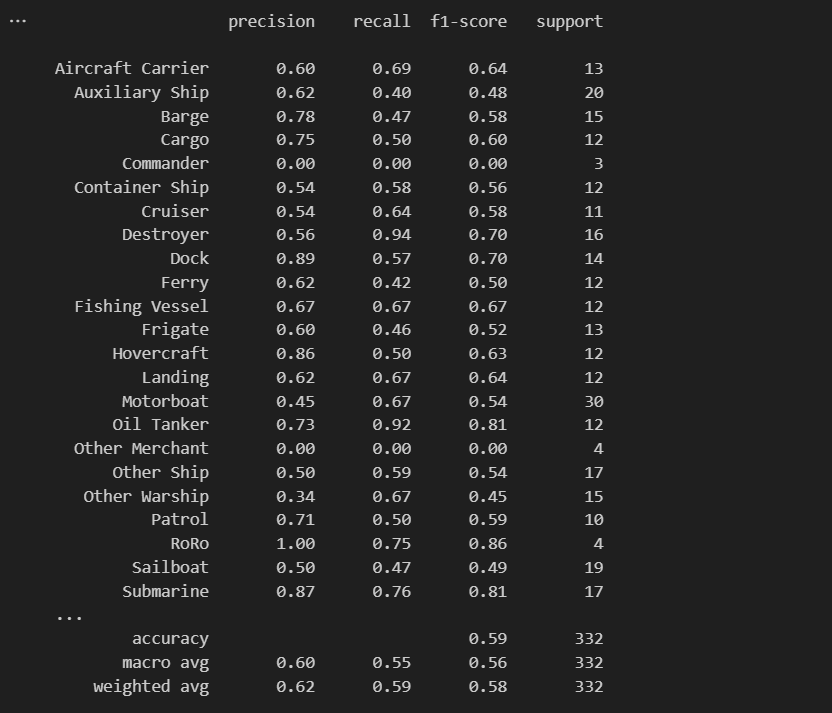 ...
precision recall f1-score support
Aircraft Carrier 0.60 0.69 0.64 13
Auxiliary Ship 0.62 0.40 0.48 20
Barge 0.78 0.47 0.58 15
Cargo 0.75 0.50 0.60 12
Commander 0.00 0.00 0.00 3
Container Ship 0.54 0.58 0.56 12
Cruiser 0.54 0.64 0.58 11
Destroyer 0.56 0.94 0.70 16
Dock 0.89 0.57 0.70 14
Ferry 0.62 0.42 0.50 12
Fishing Vessel 0.67 0.67 0.67 12
Frigate 0.60 0.46 0.52 13
Hovercraft 0.86 0.50 0.63 12
Landing 0.62 0.67 0.64 12
Motorboat 0.45 0.67 0.54 30
Oil Tanker 0.73 0.92 0.81 12
Other Merchant 0.00 0.00 0.00 4
Other Ship 0.50 0.59 0.54 17
Other Warship 0.34 0.67 0.45 15
Patrol 0.71 0.50 0.59 10
RoRo 1.00 0.75 0.86 4
Sailboat 0.50 0.47 0.49 19
Submarine 0.87 0.76 0.81 17
...
accuracy 0.59 332
macro avg 0.60 0.55 0.56 332
weighted avg 0.62 0.59 0.58 332